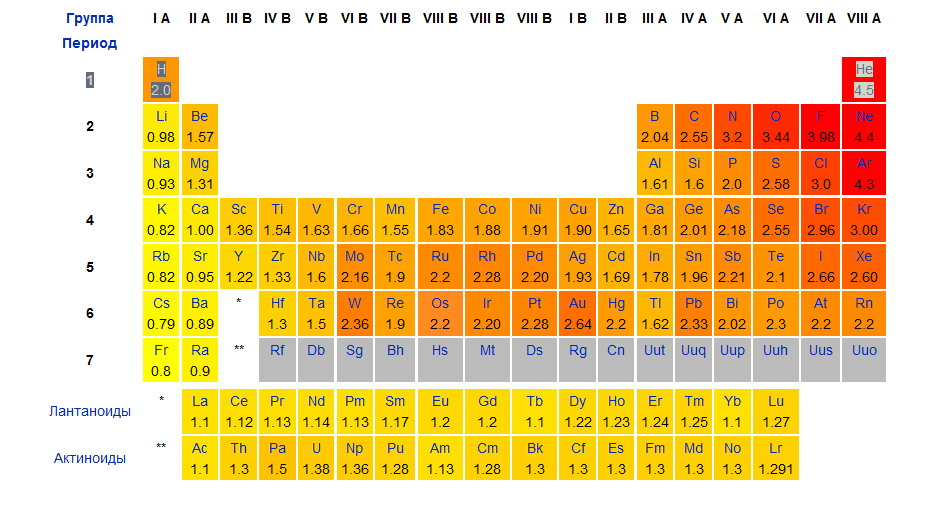 Группа I A II A III B IV B V B VI B VII B VIII B VIII B VIII B I B II B III A IV A V A VI A VII A VIII A
Период
1 H He
2.0 4.5
2 Li Be B C N O F Ne
0.98 1.57 2.04 2.55 3.2 3.44 3.98 4.4
3 Na Mg Al Si P S Cl Ar
0.93 1.31 1.61 1.6 2.0 2.58 3.0 4.3
4 K Ca Sc Ti V Cr Mn Fe Co Ni Cu Zn Ga Ge As Se Br Kr
0.82 1.00 1.36 1.54 1.63 1.66 1.55 1.83 1.88 1.91 1.90 1.65 1.81 2.01 2.18 2.55 2.96 3.00
5 Rb Sr Y Zr Nb Mo Tc Ru Rh Pd Ag Cd In Sn Sb Te I Xe
0.82 0.95 1.22 1.33 1.6 2.16 1.9 2.2 2.28 2.20 1.93 1.69 1.78 1.96 2.21 2.1 2.66 2.60
6 Cs Ba * Hf Ta W Re Os Ir Pt Au Hg Tl Pb Bi Po At Rn
0.79 0.89 1.3 1.5 2.36 1.9 2.2 2.20 2.28 2.64 2.2 1.62 2.33 2.02 2.3 2.2 2.2
7 Fr Ra ** Rf Db Sg Bh Hs Mt Ds Rg Cn Uut Uuq Uup Uuh Uus Uuo
0.8 0.9
Лантаноиды * La Ce Pr Nd Pm Sm Eu Gd Tb Dy Ho Er Tm Yb Lu
1.1 1.12 1.13 1.14 1.13 1.17 1.2 1.2 1.1 1.22 1.23 1.24 1.25 1.1 1.27
Актиноиды ** Ac Th Pa U Np Pu Am Cm Bk Cf Es Fm Md No Lr
1.1 1.3 1.5 1.38 1.36 1.28 1.13 1.28 1.3 1.3 1.3 1.3 1.3 1.3 1.291